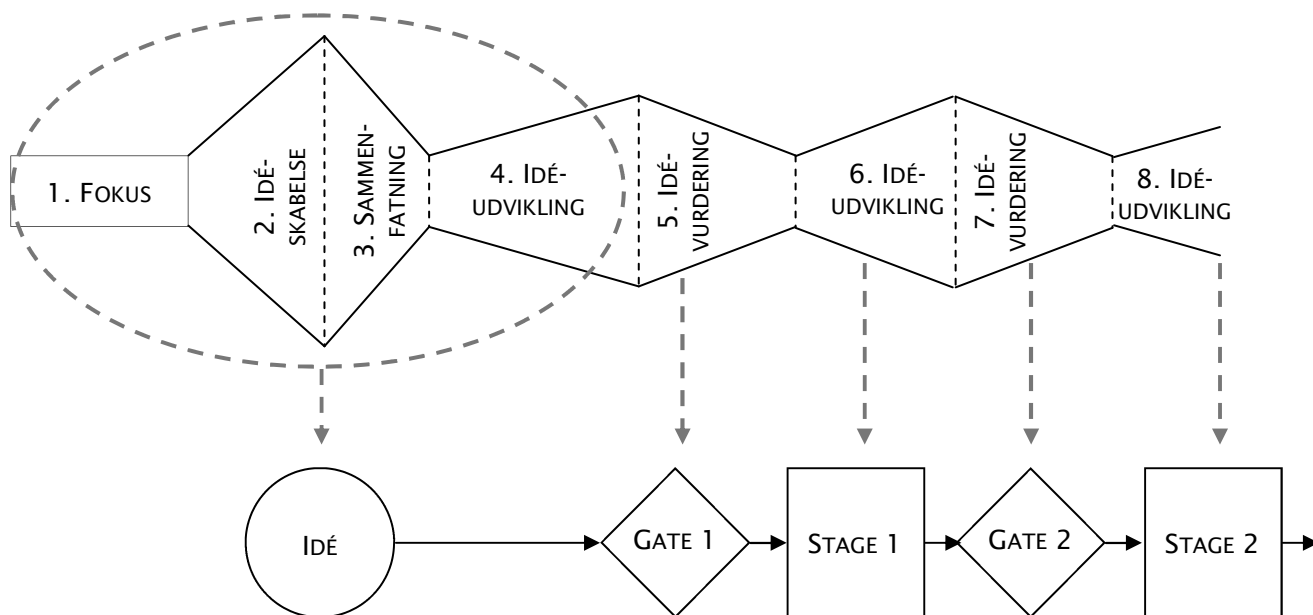 1. FOKUS
2. IDÉ-
SKABELSE
3. SAMMEN-
FATNING
4. IDÉ-
UDVIKLING
5. IDÉ-
VURDERING
6. IDÉ-
UDVIKLING
7. IDÉ-
VURDERING
8. IDÉ-
UDVIKLING
IDÉ
GATE 1
STAGE 1
GATE 2
STAGE 2